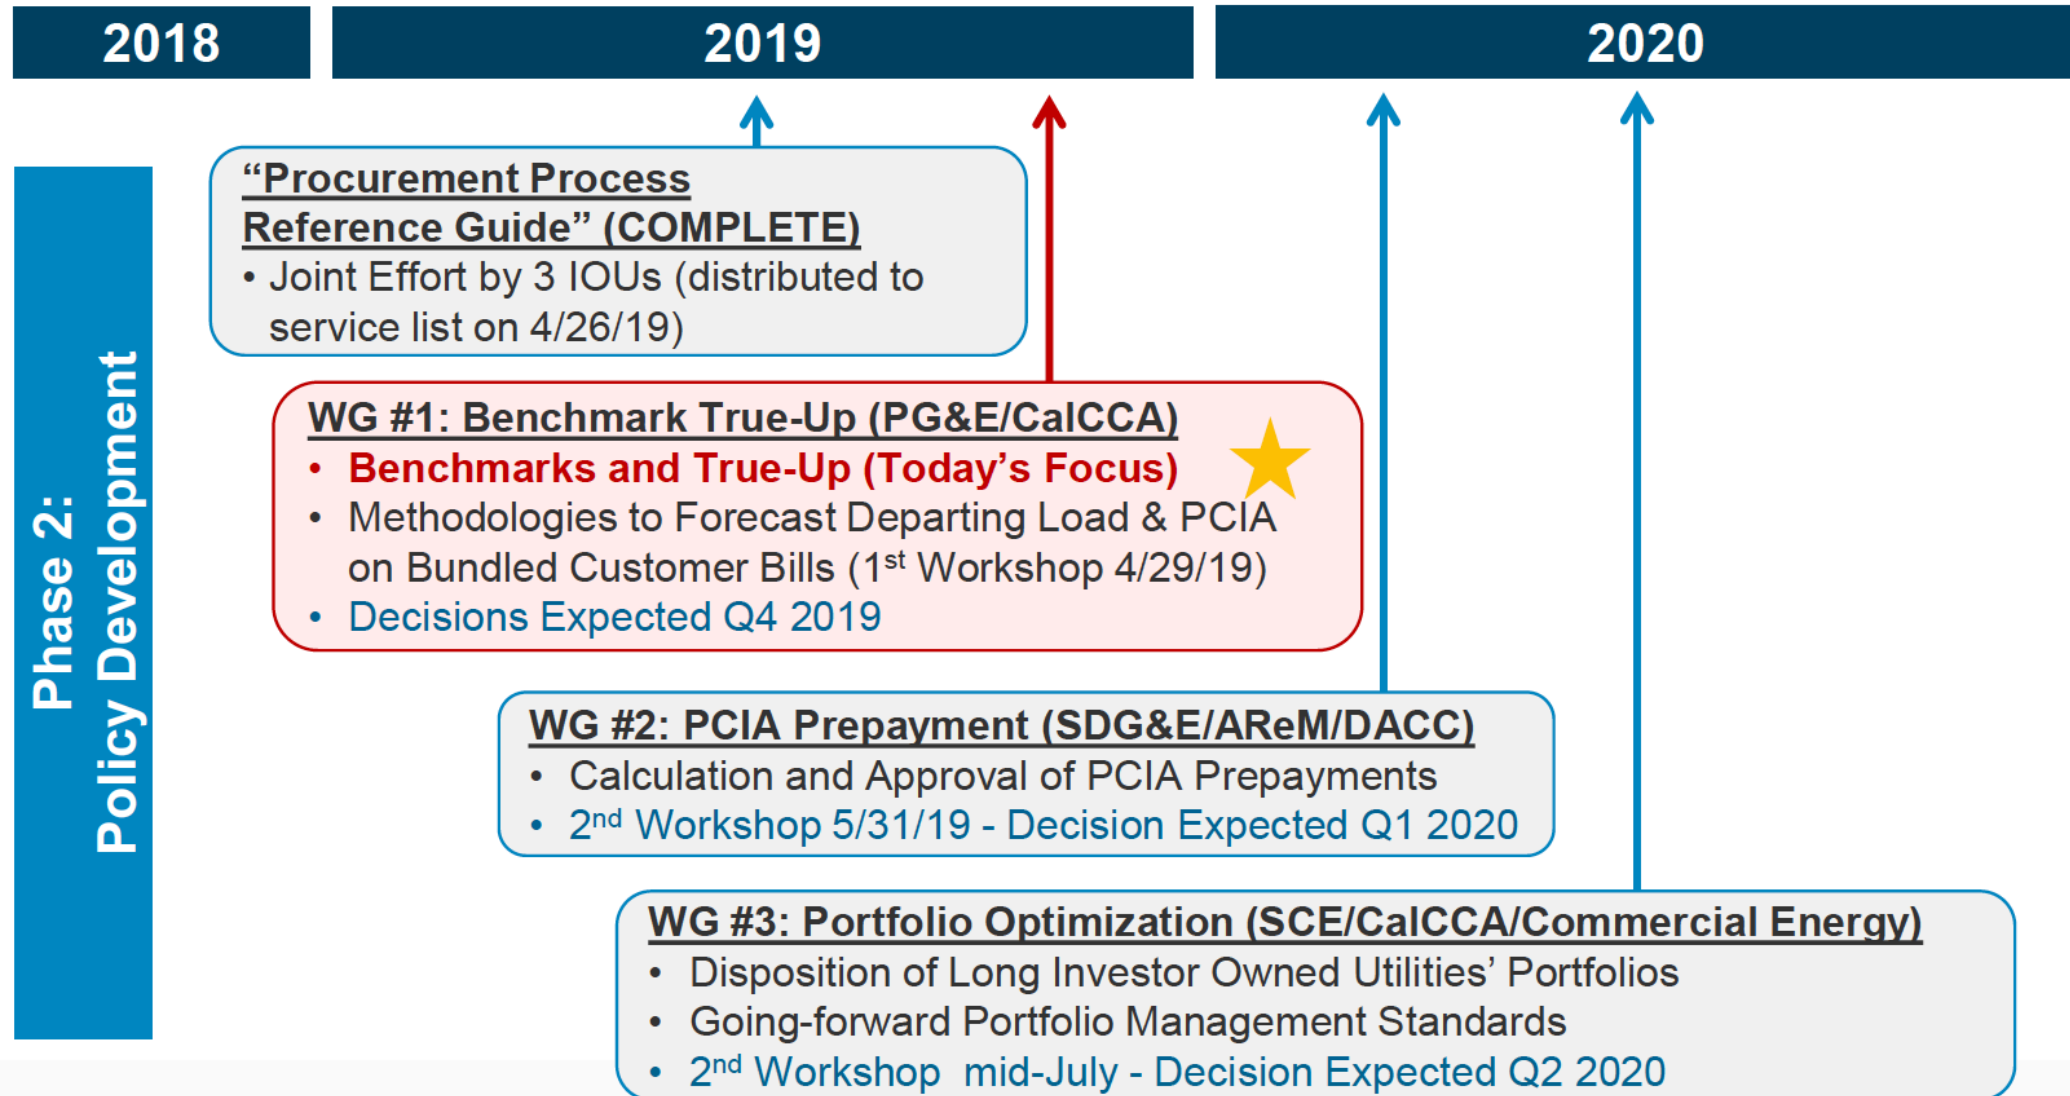 2018
2019
2020
Phase 2:
Policy Development
“Procurement Process
Reference Guide” (COMPLETE)
• Joint Effort by 3 IOUs (distributed to
service list on 4/26/19)
WG #1: Benchmark True-Up (PG&E/CalCCA)
• Benchmarks and True-Up (Today’s Focus)
• Methodologies to Forecast Departing Load & PCIA
on Bundled Customer Bills (1st Workshop 4/29/19)
• Decisions Expected Q4 2019
WG #2: PCIA Prepayment (SDG&E/AReM/DACC)
• Calculation and Approval of PCIA Prepayments
• 2nd Workshop 5/31/19 - Decision Expected Q1 2020
WG #3: Portfolio Optimization (SCE/CalCCA/Commercial Energy)
• Disposition of Long Investor Owned Utilities’ Portfolios
• Going-forward Portfolio Management Standards
• 2nd Workshop  mid-July - Decision Expected Q2 2020